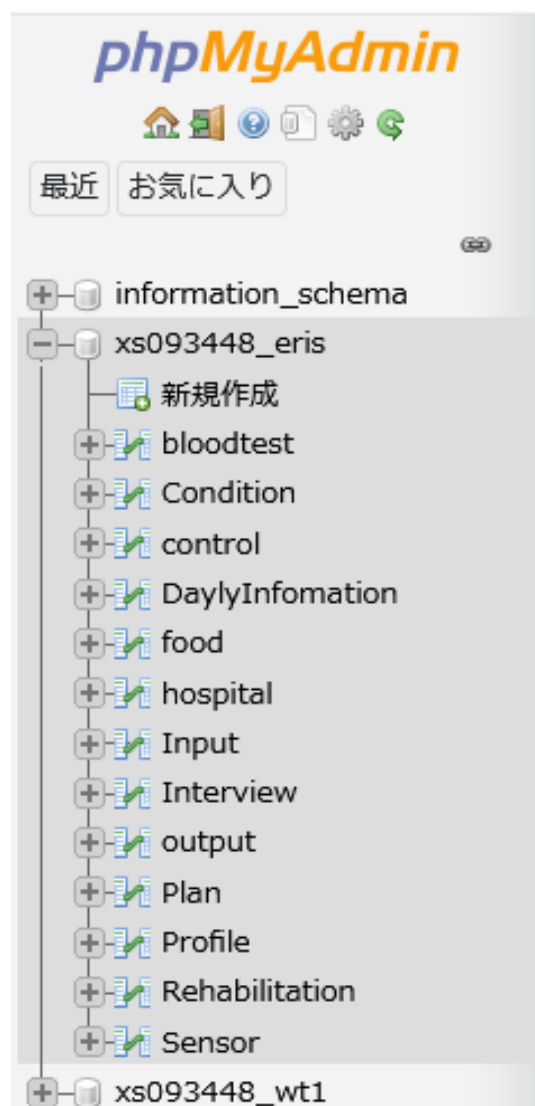 phpMyAdmin
最近 お気に入り
information_schema
xs093448_eris
新規作成
bloodtest
Condition
control
DaylyInfomation
food
hospital
Input
Interview
output
Plan
Profile
Rehabilitation
Sensor
xs093448_wt1